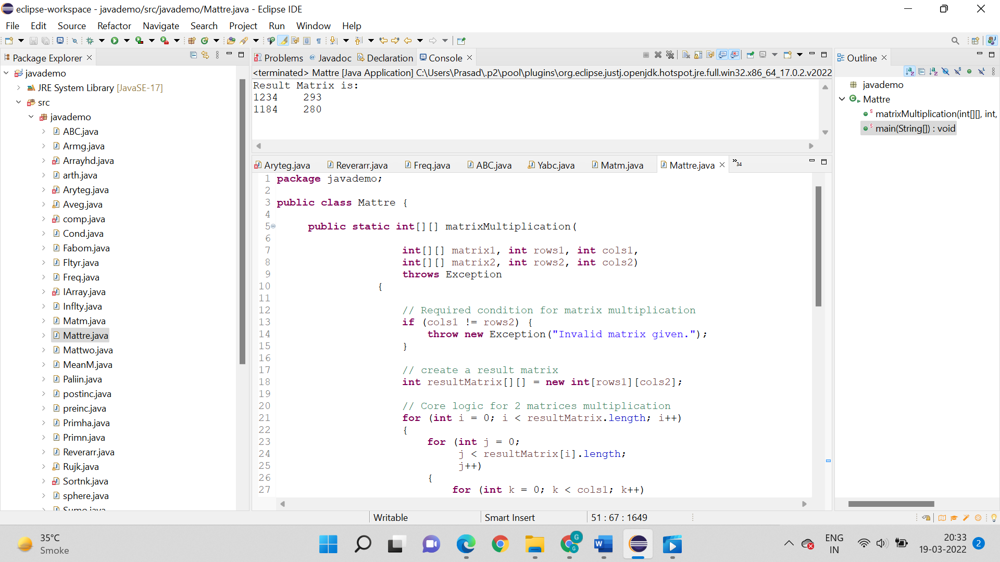 eclipse-workspace - javademo/src/javademo/Mattre.java - Eclipse IDE
File Edit Source Refactor Navigate Search Project Run Window Help
Package Explorer
javademo
JRE System Library [JavaSE-17]
src
javademo
ABC.java
Armg.java
Arrayhd.java
arth.java
Aryteg.java
Aveg.java
comp.java
Cond.java
Fabom.java
Fltyr.java
Freq.java
IArray.java
Inflty.java
Matm.java
Mattre.java
Mattwo.java
MeanM.java
Paliin.java
postinc.java
preinc.java
Primha.java
Primn.java
Reverarr.java
Rujk.java
Sortnk.java
sphere.java
Sumo.java
Problems @ Javadoc Declaration Console
<terminated> Mattre [Java Application] C:\Users\Prasad\.p2\pool\plugins\org.eclipse.justj.openjdk.hotspot.jre.full.win32.x86_64_17.0.2.v2022
Result Matrix is:
1234 293
1184 280
Aryteg.java Reverarr.java Freq.java ABC.java Yabc.java Matm.java Mattre.java »34
1 package javademo;
2
3 public class Mattre {
4
5 public static int[][] matrixMultiplication(
6
7 int[][] matrix1, int rows1, int cols1,
8 int[][] matrix2, int rows2, int cols2)
9 throws Exception
10 {
11
12 // Required condition for matrix multiplication
13 if (cols1 != rows2) {
14 throw new Exception("Invalid matrix given.");
15 }
16
17 // create a result matrix
18 int resultMatrix[][] = new int[rows1][cols2];
19
20 // Core logic for 2 matrices multiplication
21 for (int i = 0; i < resultMatrix.length; i++)
22 {
23 for (int j = 0;
24 j < resultMatrix[i].length;
25 j++)
26 {
27 for (int k = 0; k < cols1; k++)
Outline
javademo
Mattre
matrixMultiplication(int[][], int,
main(String[]) : void
Writable Smart Insert 51 : 67 : 1649
35°C
Smoke
ENG
IN
20:33
19-03-2022
2